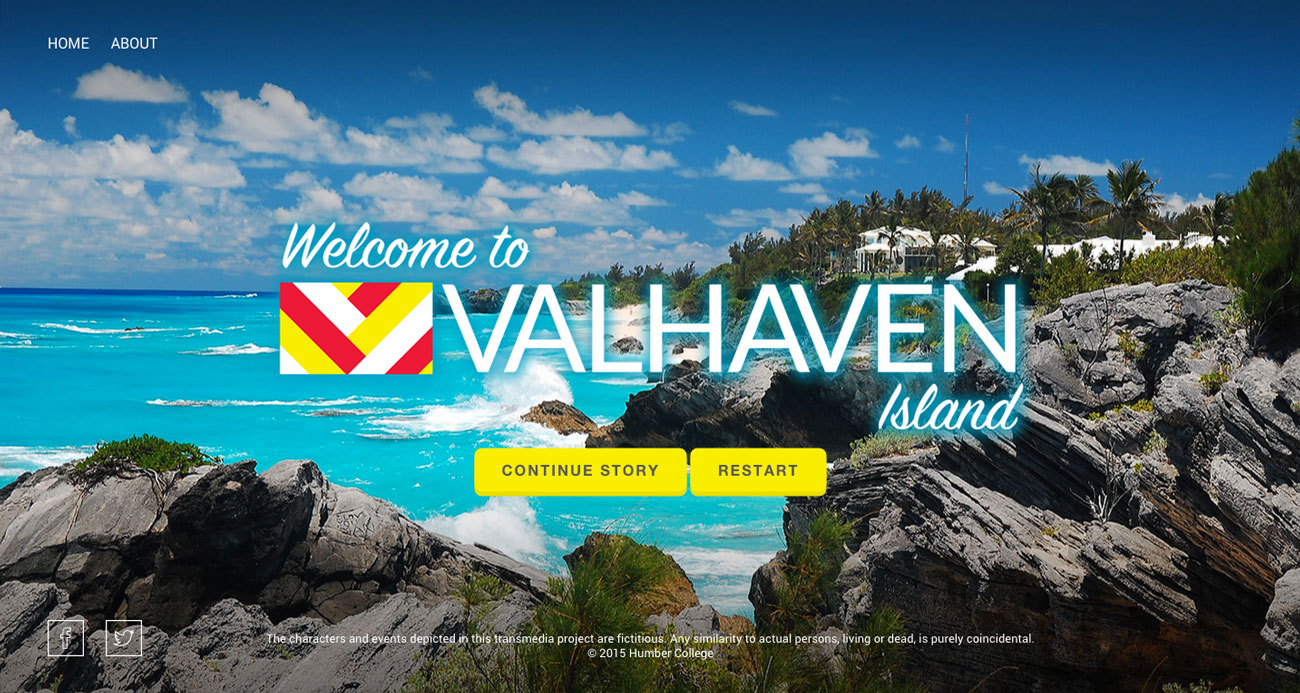 HOME ABOUT
Welcome to
VALHAVEN
Island
CONTINUE STORY RESTART
The characters and events depicted in this transmedia project are fictitious. Any similarity to actual persons, living or dead, is purely coincidental.
© 2015 Humber College